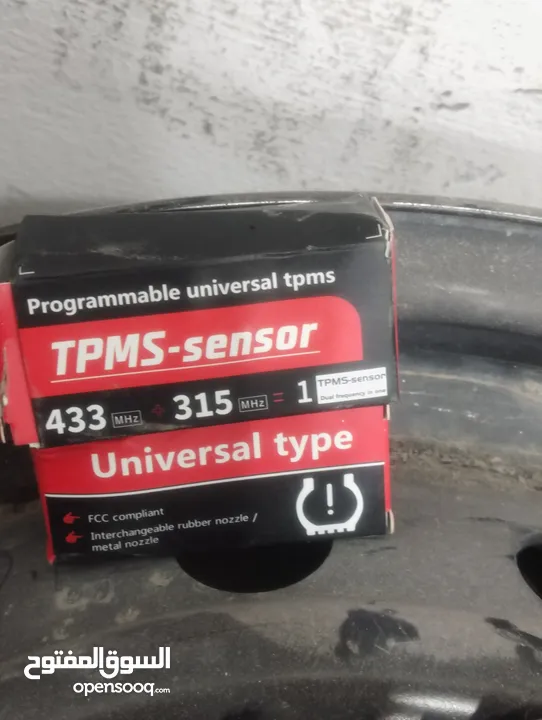 Programmable universal tpms
TPMS-sensor
433 MHz + 315 MHz = 1 TPMS-sensor
Dual frequency in one
Universal type
FCC compliant
Interchangeable rubber nozzle /
metal nozzle
السوق المفتوح
opensooq.com